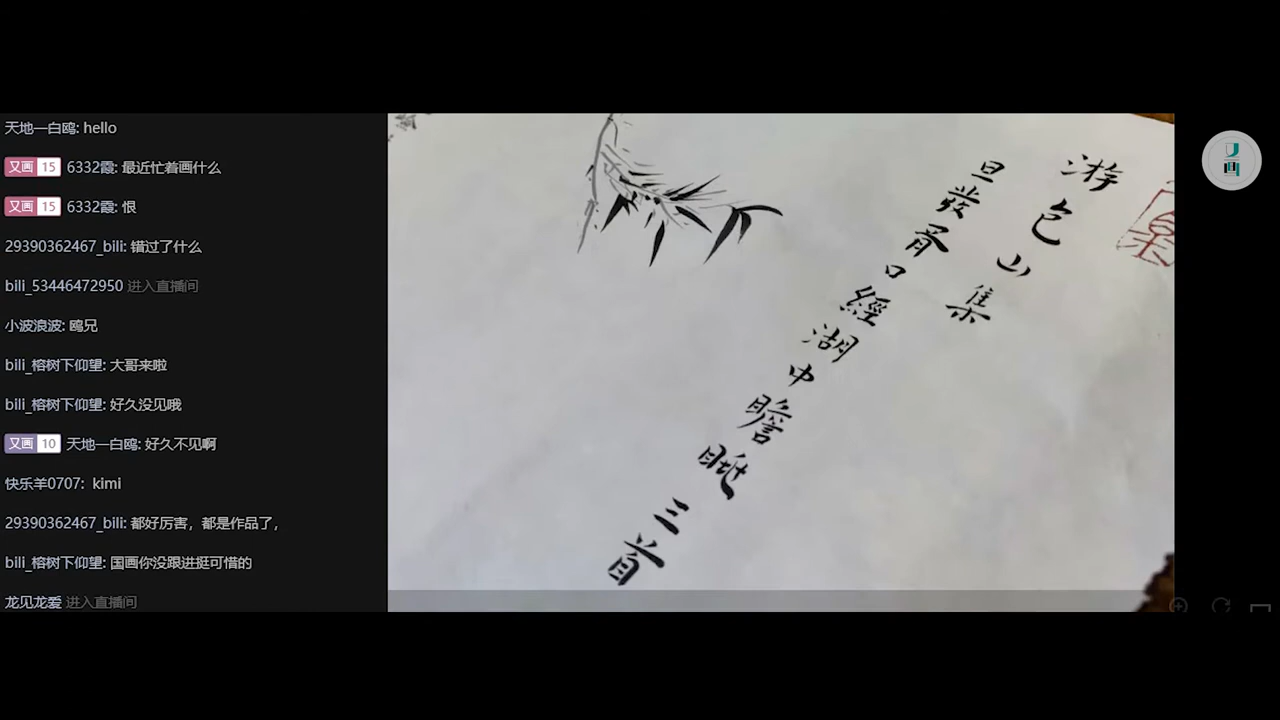 天地一白鸥: hello
又画 15 6332霞: 最近忙着画什么
又画 15 6332霞: 恨
29390362467_bili: 错过了什么
bili_53446472950 进入直播间
小波浪波: 鸥兄
bili_榕树下仰望: 大哥来啦
bili_榕树下仰望: 好久没见哦
又画 10 天地一白鸥: 好久不见啊
快乐羊0707: kimi
29390362467_bili: 都好厉害，都是作品了，
bili_榕树下仰望: 国画你没跟进挺可惜的
龙见龙爱 进入直播间
游包山集
旦發胥口經湖中瞻眺三首